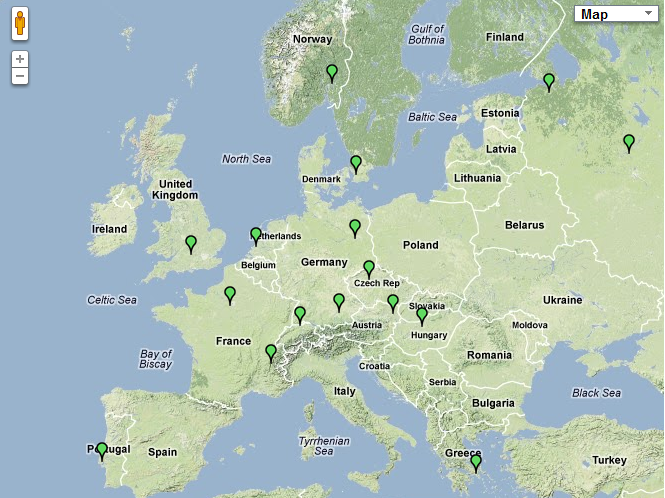 Map
Norway
Gulf of
Bothnia
Finland
Estonia
Baltic Sea
Latvia
North Sea
Denmark
Lithuania
United
Kingdom
Ireland
Belarus
Netherlands
Poland
Belgium
Germany
Czech Rep
Celtic Sea
Ukraine
Slovakia
Austria
Moldova
Hungary
France
Bay of
Biscay
Romania
Croatia
Serbia
Italy
Black Sea
Bulgaria
Tyrrhenian
Sea
Portugal
Spain
Greece
Turkey